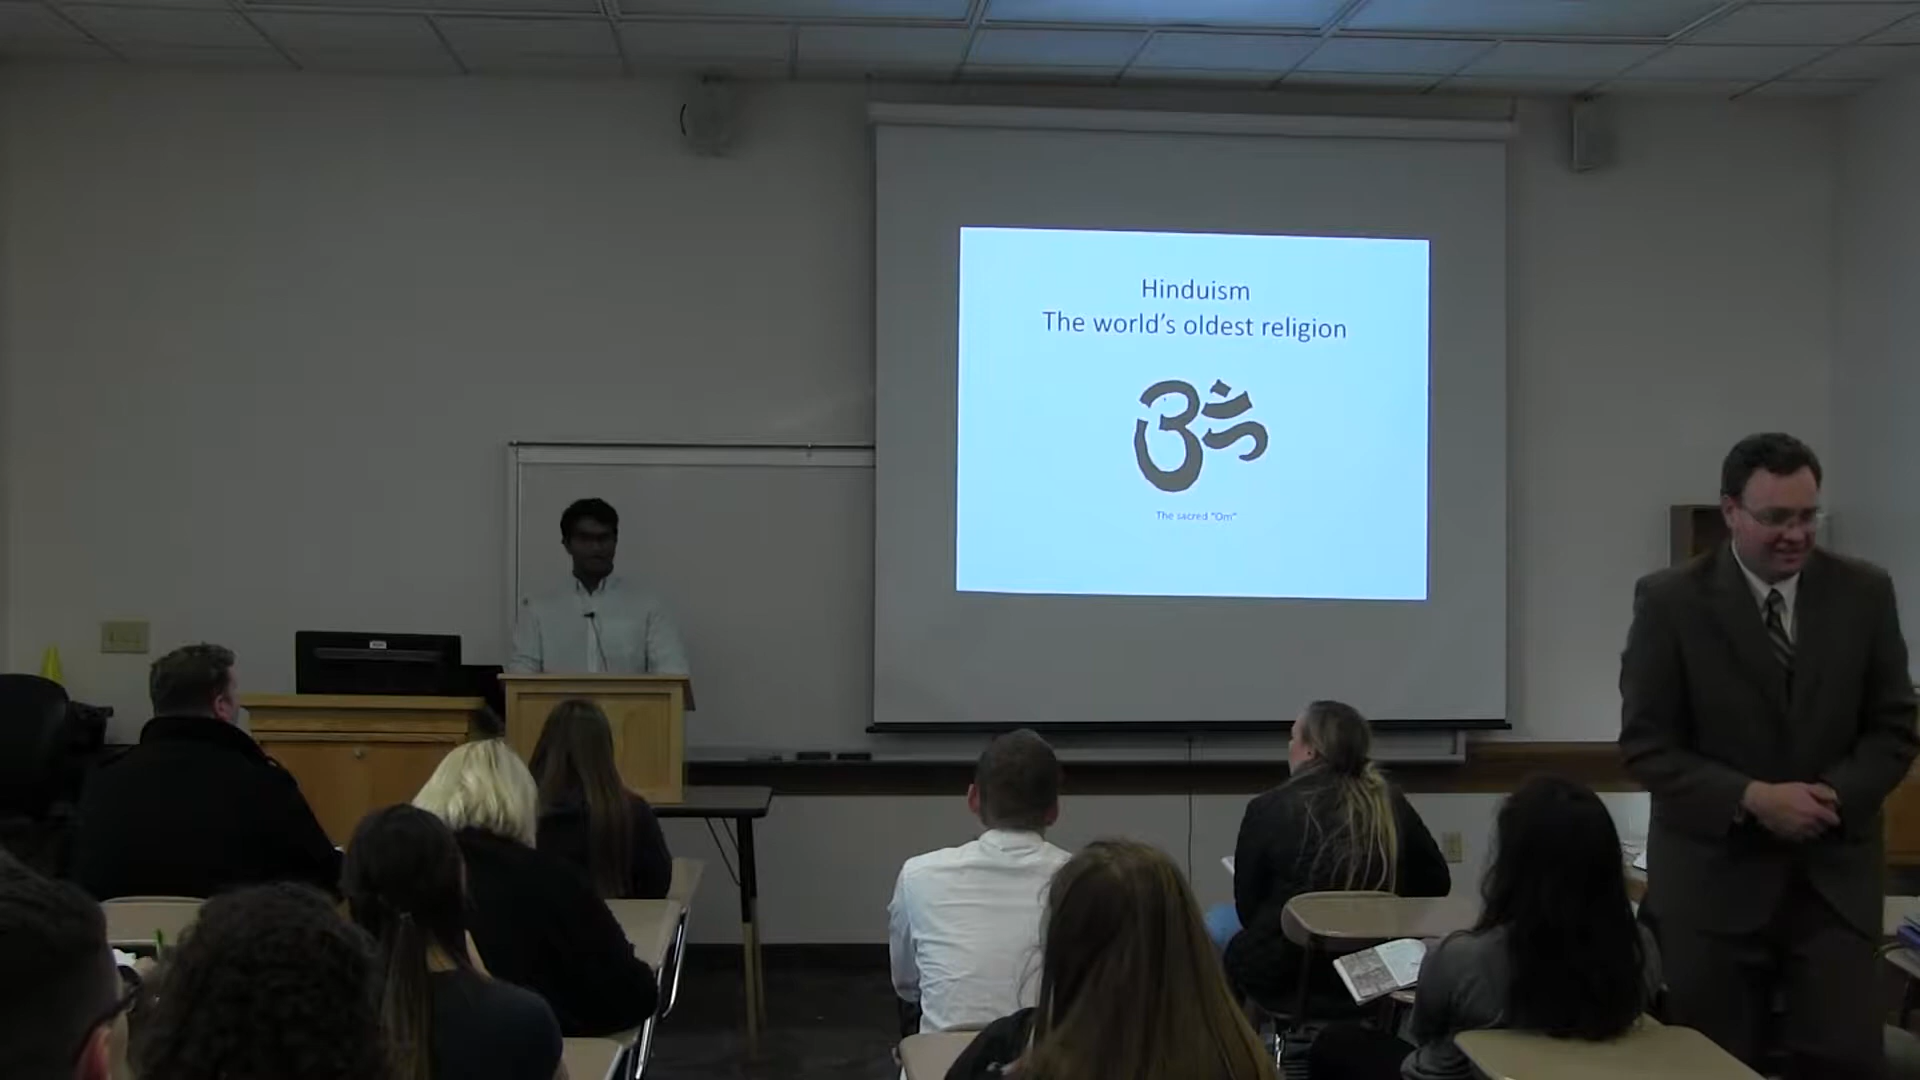 Hinduism
The world's oldest religion
ॐ
The sacred "Om"